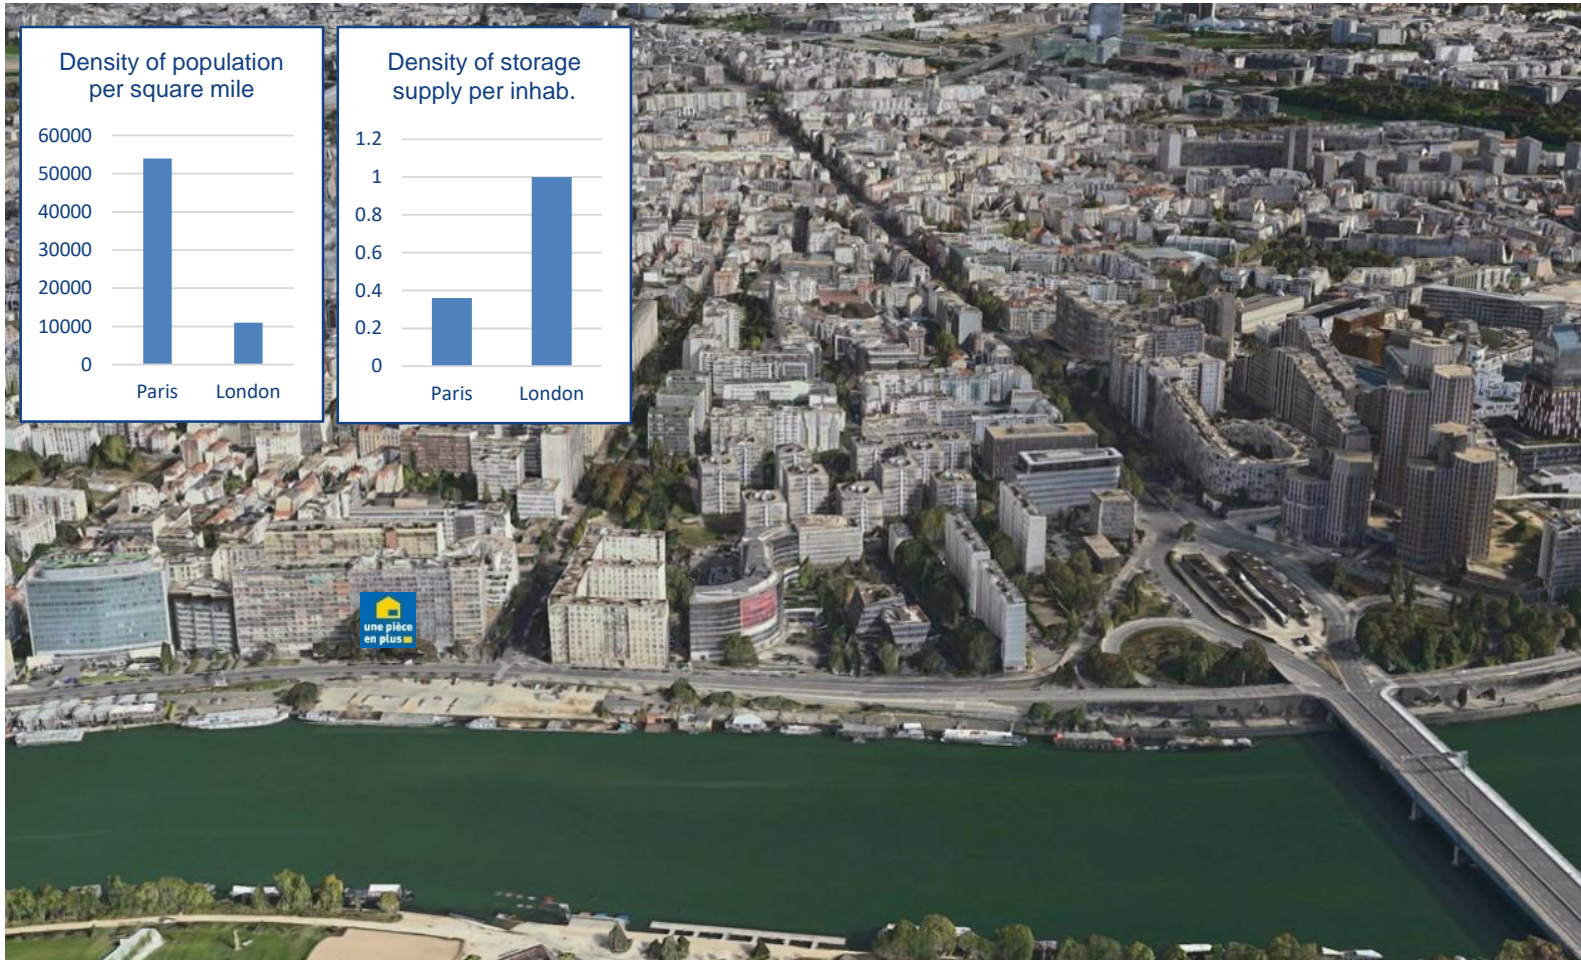 Density of population
per square mile
60000
50000
40000
30000
20000
10000
0
Paris London
Density of storage
supply per inhab.
1.2
1
0.8
0.6
0.4
0.2
0
Paris London
une pièce
en plus